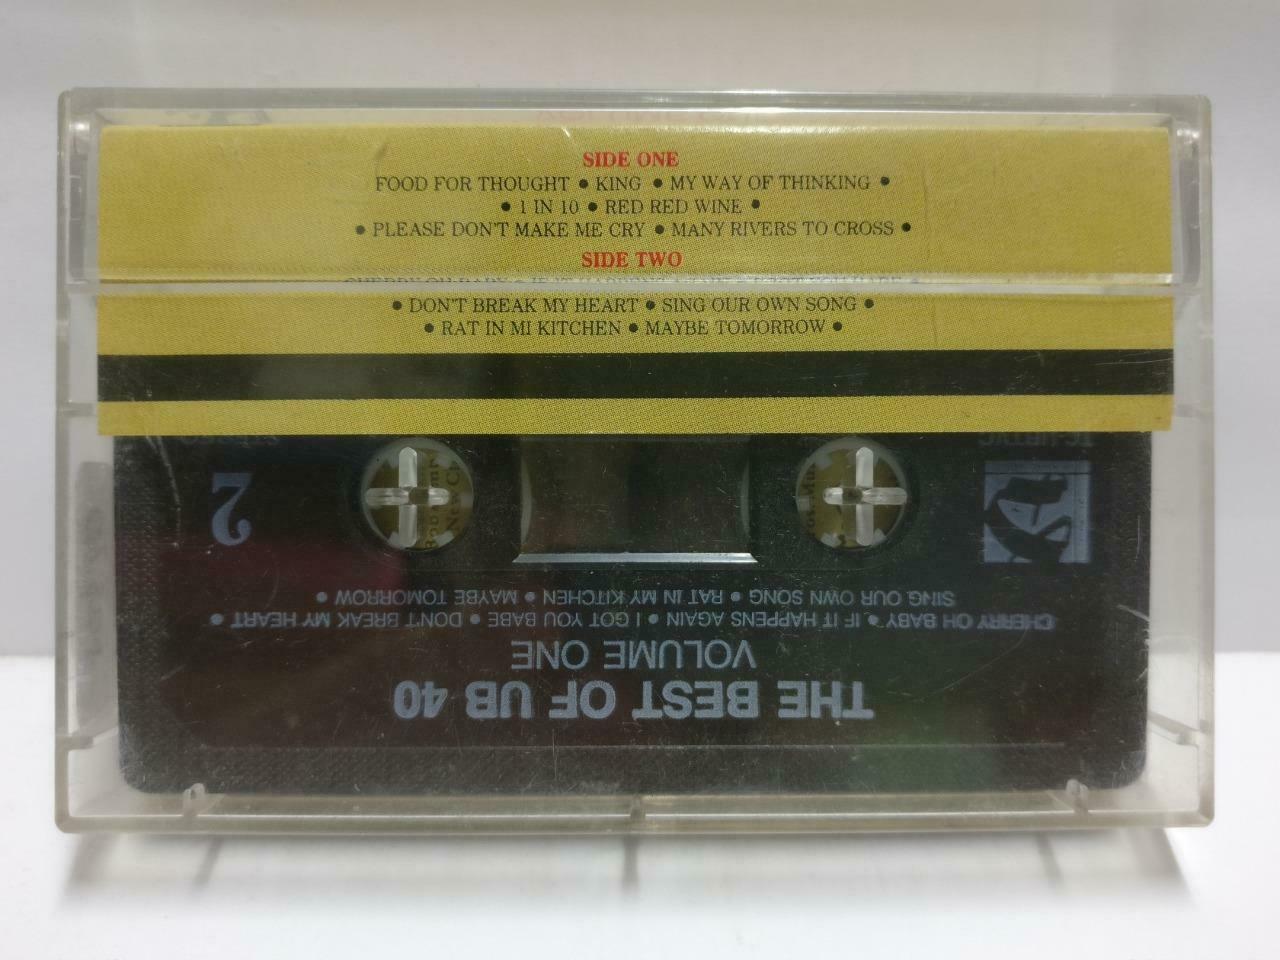 SIDE ONE
FOOD FOR THOUGHT • KING • MY WAY OF THINKING •
• 1 IN 10 • RED RED WINE •
• PLEASE DON'T MAKE ME CRY • MANY RIVERS TO CROSS •
SIDE TWO
• DON'T BREAK MY HEART • SING OUR OWN SONG •
• RAT IN MI KITCHEN • MAYBE TOMORROW •
THE BEST OF UB 40
VOLUME ONE
CHERRY OH BABY • IF IT HAPPENS AGAIN • I GOT YOU BABE • DON'T BREAK MY HEART •
SING OUR OWN SONG • RAT IN MY KITCHEN • MAYBE TOMORROW •
2